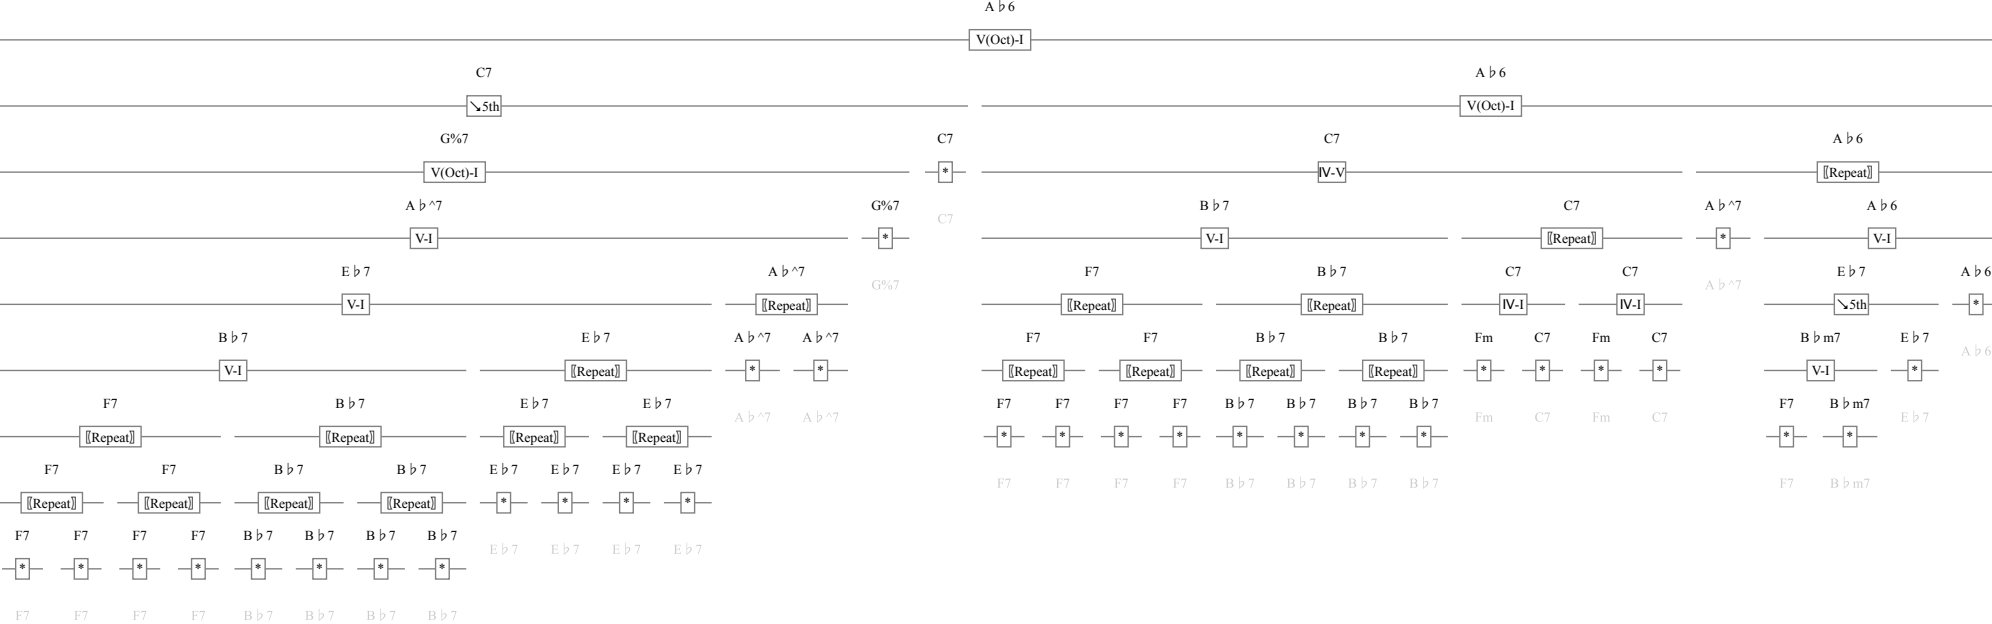 A♭6
V(Oct)-I
C7 A♭6
↘5th V(Oct)-I
G%7 C7 C7 A♭6
V(Oct)-I * Ⅳ-V 〚Repeat〛
A♭^7 G%7 C7 B♭7 C7 A♭^7 A♭6
V-I * V-I 〚Repeat〛 * V-I
E♭7 A♭^7 G%7 F7 B♭7 C7 C7 A♭^7 E♭7 A♭6
V-I 〚Repeat〛 〚Repeat〛 〚Repeat〛 Ⅳ-I Ⅳ-I ↘5th *
B♭7 E♭7 A♭^7 A♭^7 F7 F7 B♭7 B♭7 Fm C7 Fm C7 B♭m7 E♭7 A♭6
V-I 〚Repeat〛 * * 〚Repeat〛 〚Repeat〛 〚Repeat〛 〚Repeat〛 * * * * V-I *
F7 B♭7 E♭7 E♭7 A♭^7 A♭^7 F7 F7 F7 F7 B♭7 B♭7 B♭7 B♭7 Fm C7 Fm C7 F7 B♭m7 E♭7
〚Repeat〛 〚Repeat〛 〚Repeat〛 〚Repeat〛 * * * * * * * * * *
F7 F7 B♭7 B♭7 E♭7 E♭7 E♭7 E♭7 F7 F7 F7 F7 B♭7 B♭7 B♭7 B♭7 F7 B♭m7
〚Repeat〛 〚Repeat〛 〚Repeat〛 〚Repeat〛 * * * *
F7 F7 F7 F7 B♭7 B♭7 B♭7 B♭7 E♭7 E♭7 E♭7 E♭7
* * * * * * * *
F7 F7 F7 F7 B♭7 B♭7 B♭7 B♭7